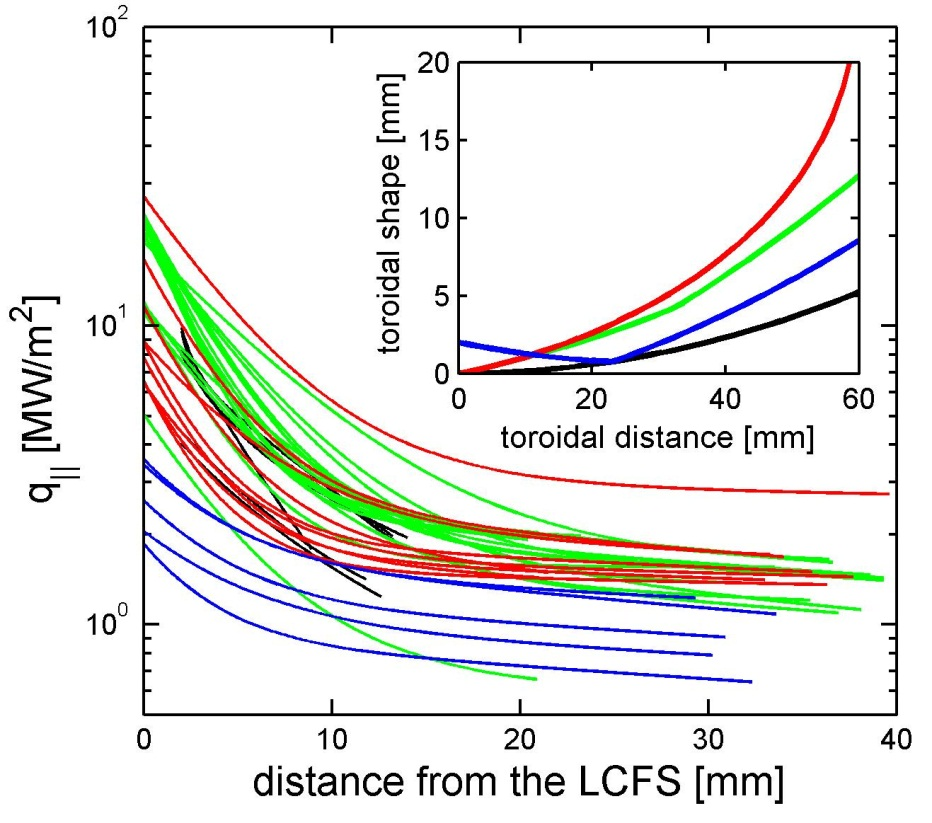 10²
10¹
10⁰
q|| [MW/m²]
0 10 20 30 40
distance from the LCFS [mm]
20
15
10
5
0
toroidal shape [mm]
0 20 40 60
toroidal distance [mm]